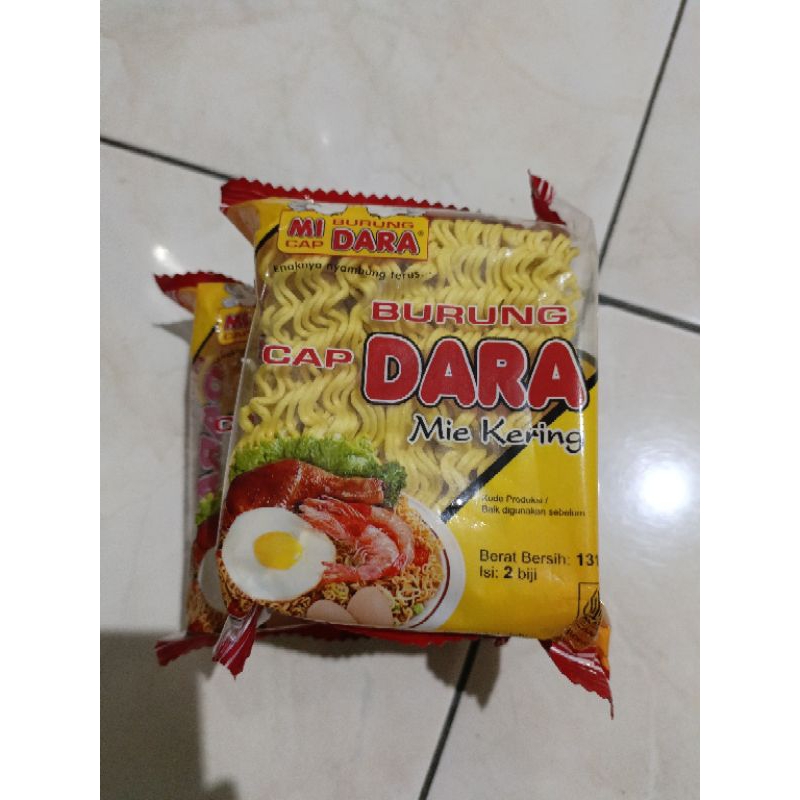 MI BURUNG
CAP DARA®
Enaknya nyambung terus...
BURUNG
CAP DARA
Mie Kering
Kode Produksi /
Baik digunakan sebelum
Berat Bersih: 131
Isi: 2 biji
MI